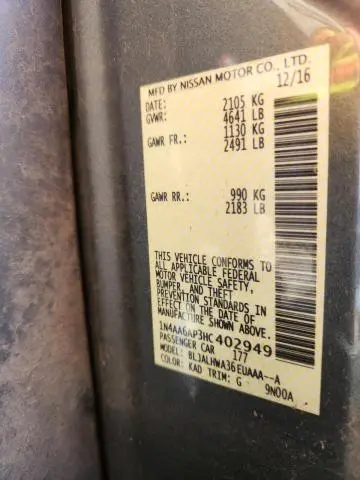 MFD BY NISSAN MOTOR CO., LTD.
DATE: 12/16
GVWR: 2105 KG
4641 LB
GAWR FR.: 1130 KG
2491 LB
GAWR RR.: 990 KG
2183 LB
THIS VEHICLE CONFORMS TO
ALL APPLICABLE FEDERAL
MOTOR VEHICLE SAFETY,
BUMPER, AND THEFT
PREVENTION STANDARDS IN
EFFECT ON THE DATE OF
MANUFACTURE SHOWN ABOVE.
1N4AA6AP3HC402949
PASSENGER CAR 177
MODEL: BLJALHWA36EUAAA--A
COLOR: KAD TRIM: G 9N00A